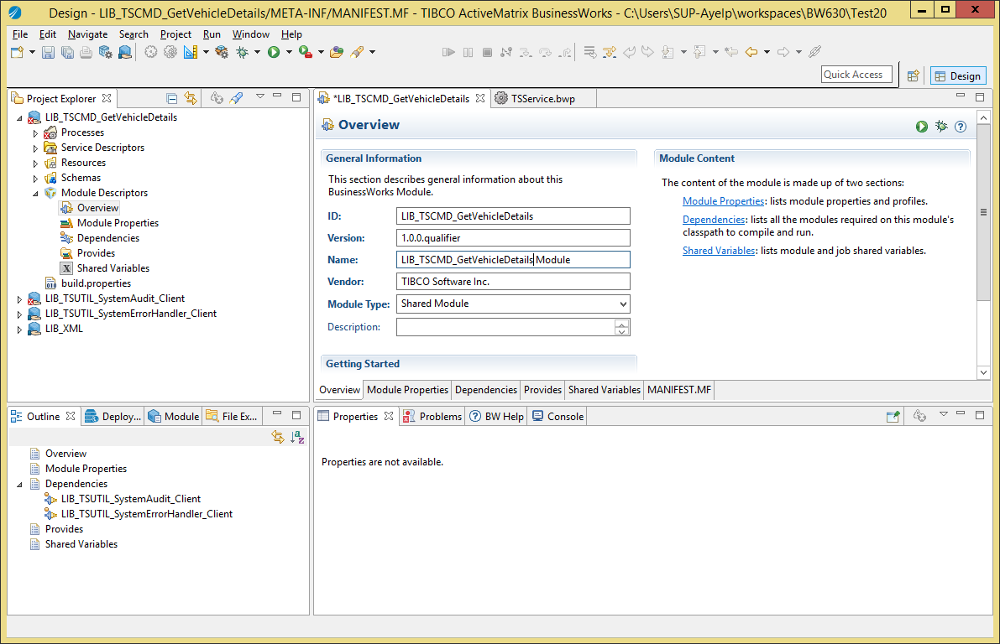 Design - LIB_TSCMD_GetVehicleDetails/META-INF/MANIFEST.MF - TIBCO ActiveMatrix BusinessWorks - C:\Users\SUP-Ayelp\workspaces\BW630\Test20
File Edit Navigate Search Project Run Window Help
Quick Access
Design
Project Explorer
LIB_TSCMD_GetVehicleDetails
Processes
Service Descriptors
Resources
Schemas
Module Descriptors
Overview
Module Properties
Dependencies
Provides
X Shared Variables
build.properties
LIB_TSUTIL_SystemAudit_Client
LIB_TSUTIL_SystemErrorHandler_Client
LIB_XML
*LIB_TSCMD_GetVehicleDetails
TSService.bwp
Overview
General Information
This section describes general information about this
BusinessWorks Module.
ID: LIB_TSCMD_GetVehicleDetails
Version: 1.0.0.qualifier
Name: LIB_TSCMD_GetVehicleDetails Module
Vendor: TIBCO Software Inc.
Module Type: Shared Module
Description:
Getting Started
Module Content
The content of the module is made up of two sections:
Module Properties: lists module properties and profiles.
Dependencies: lists all the modules required on this module's
classpath to compile and run.
Shared Variables: lists module and job shared variables.
Overview Module Properties Dependencies Provides Shared Variables MANIFEST.MF
Outline Deploy... Module File Ex...
Overview
Module Properties
Dependencies
LIB_TSUTIL_SystemAudit_Client
LIB_TSUTIL_SystemErrorHandler_Client
Provides
Shared Variables
Properties Problems BW Help Console
Properties are not available.